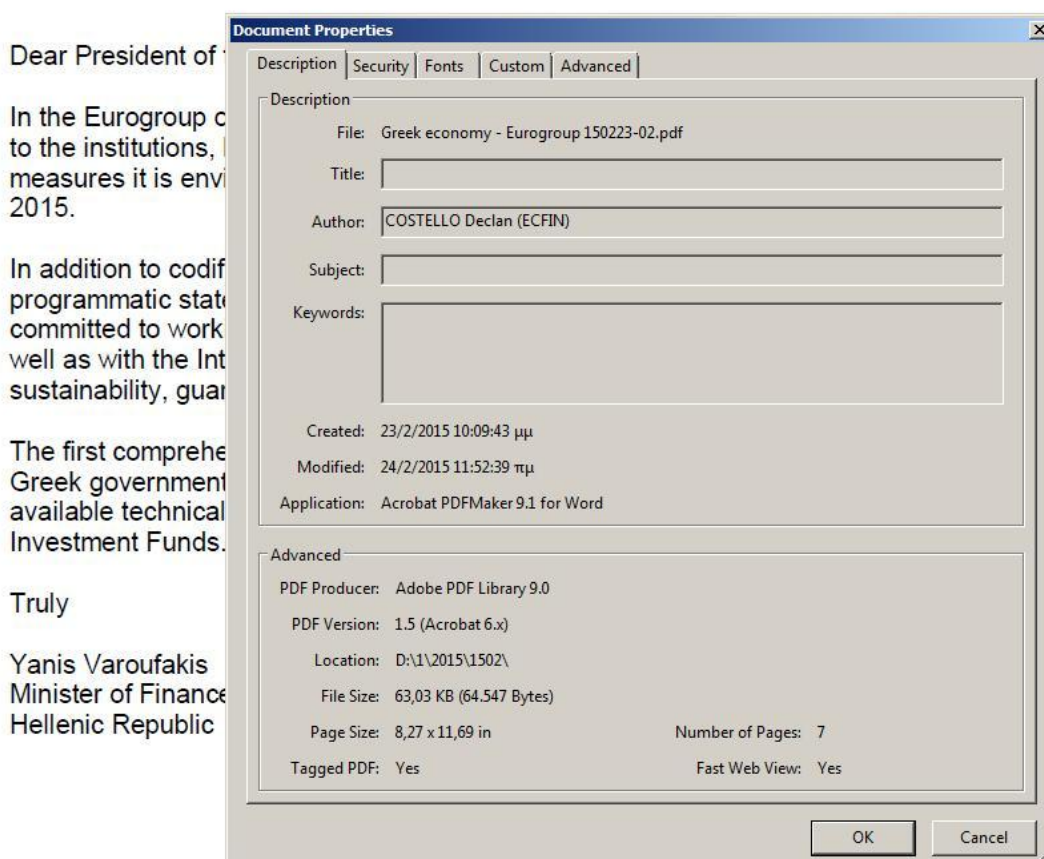 Dear President of
In the Eurogroup
to the institutions,
measures it is
2015.
In addition to
programmatic
committed to work
well as with the
sustainability,
The first
Greek government
available technical
Investment Funds.
Truly
Yanis Varoufakis
Minister of Finance
Hellenic Republic
Document Properties
Description Security Fonts Custom Advanced
Description
File: Greek economy - Eurogroup 150223-02.pdf
Title:
Author: COSTELLO Declan (ECFIN)
Subject:
Keywords:
Created: 23/2/2015 10:09:43 μμ
Modified: 24/2/2015 11:52:39 πμ
Application: Acrobat PDFMaker 9.1 for Word
Advanced
PDF Producer: Adobe PDF Library 9.0
PDF Version: 1.5 (Acrobat 6.x)
Location: D:\1\2015\1502\
File Size: 63,03 KB (64.547 Bytes)
Page Size: 8,27 x 11,69 in Number of Pages: 7
Tagged PDF: Yes Fast Web View: Yes
OK Cancel